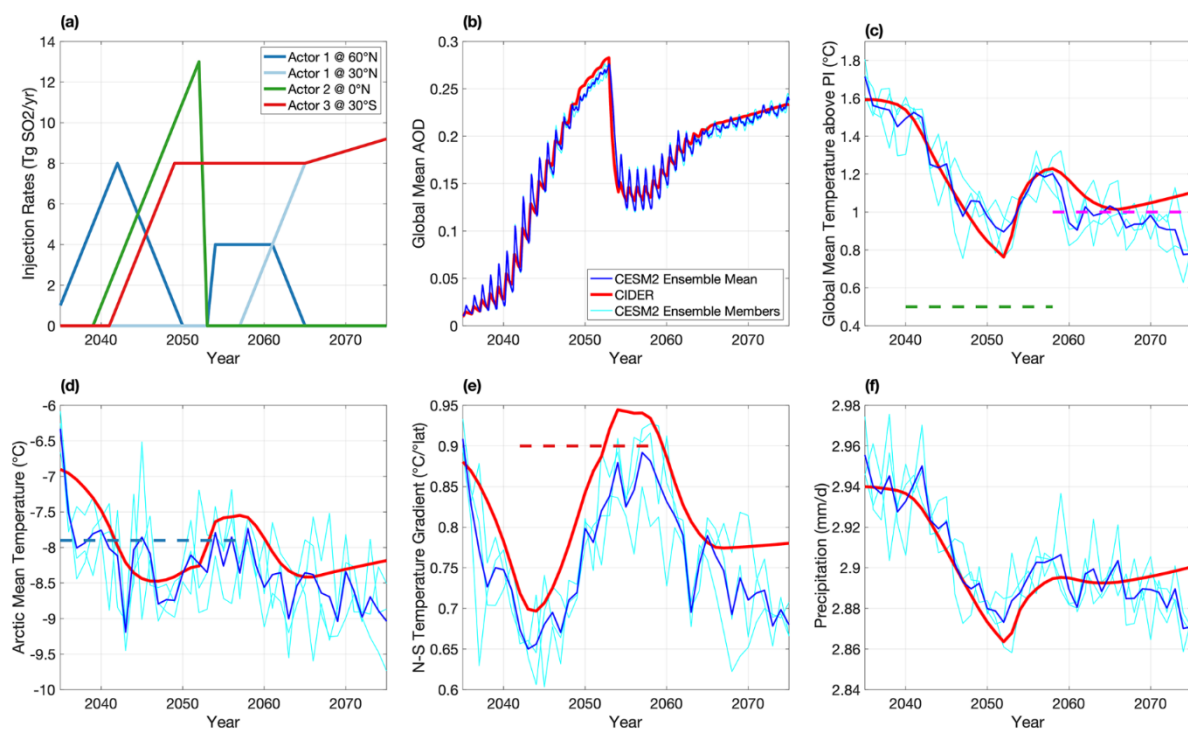 (a)
Injection Rates (Tg SO2/yr)
14
12
10
8
6
4
2
0
Actor 1 @ 60°N
Actor 1 @ 30°N
Actor 2 @ 0°N
Actor 3 @ 30°S
2040
2050
2060
2070
Year
(b)
Global Mean AOD
0.3
0.25
0.2
0.15
0.1
0.05
0
CESM2 Ensemble Mean
CIDER
CESM2 Ensemble Members
2040
2050
2060
2070
Year
(c)
Global Mean Temperature above PI (°C)
1.8
1.6
1.4
1.2
1
0.8
0.6
0.4
2040
2050
2060
2070
Year
(d)
Arctic Mean Temperature (°C)
-6
-6.5
-7
-7.5
-8
-8.5
-9
-9.5
-10
2040
2050
2060
2070
Year
(e)
N-S Temperature Gradient (°C/°lat)
0.95
0.9
0.85
0.8
0.75
0.7
0.65
0.6
2040
2050
2060
2070
Year
(f)
Precipitation (mm/d)
2.98
2.96
2.94
2.92
2.9
2.88
2.86
2.84
2040
2050
2060
2070
Year